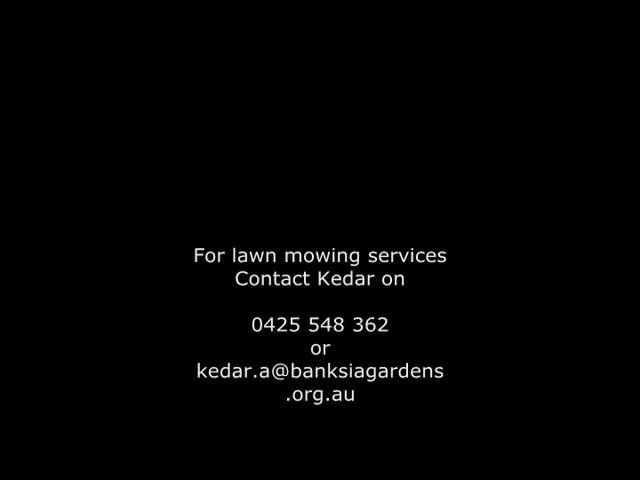 For lawn mowing services
Contact Kedar on
0425 548 362
or
kedar.a@banksiagardens
.org.au